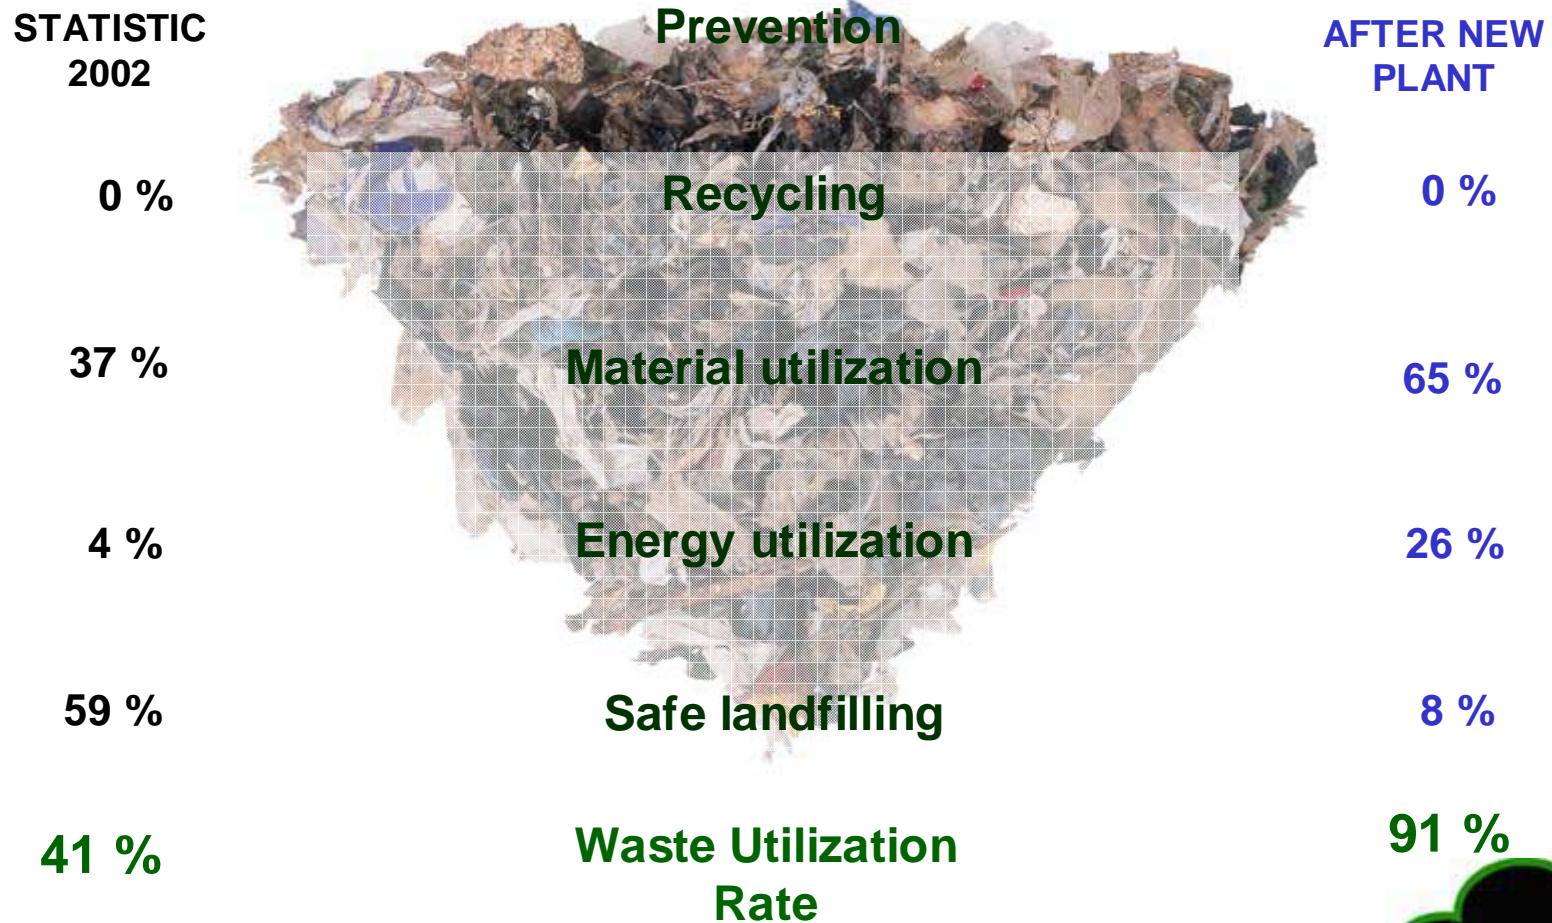 STATISTIC
2002
Prevention
AFTER NEW
PLANT
0 %
Recycling
0 %
37 %
Material utilization
65 %
4 %
Energy utilization
26 %
59 %
Safe landfilling
8 %
41 %
Waste Utilization
Rate
91 %